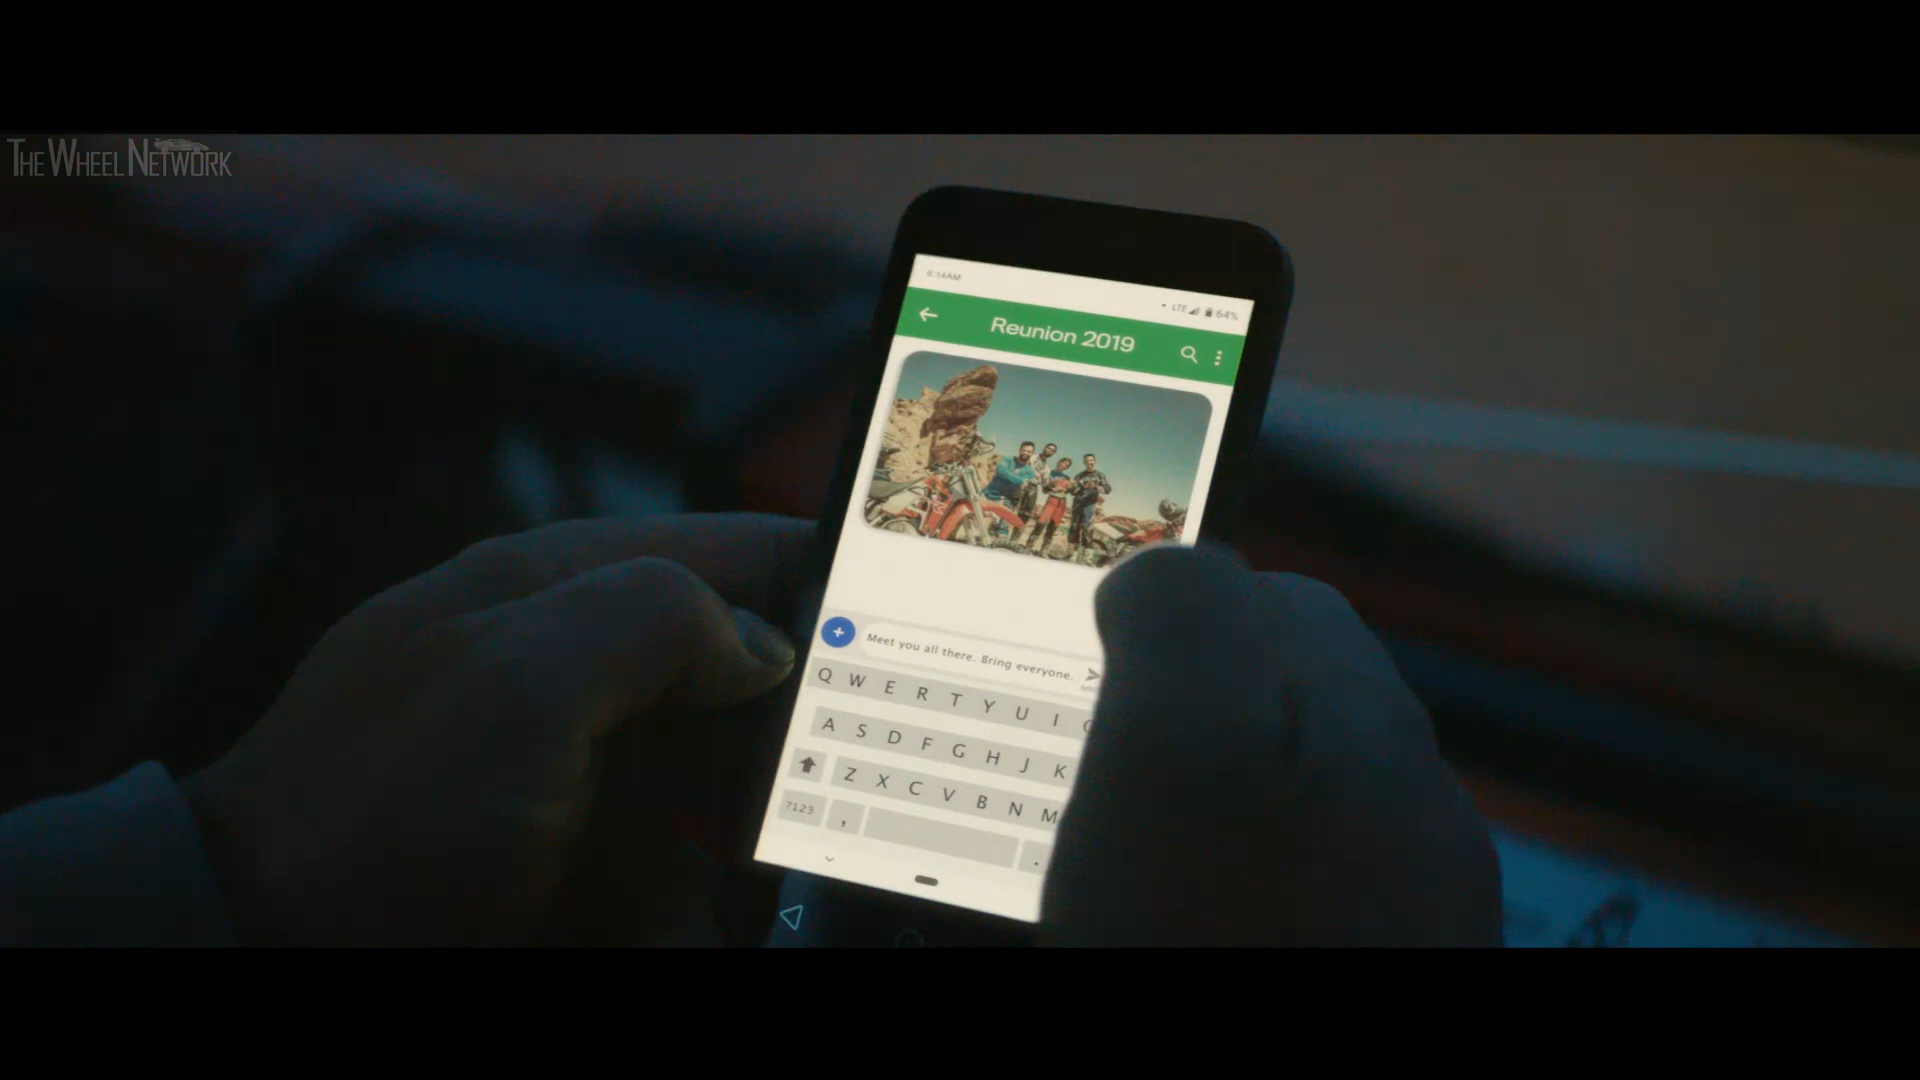 THE WHEEL NETWORK
6:14AM
LTE 64%
Reunion 2019
Meet you all there. Bring everyone.
Q W E R T Y U I
A S D F G H J K
Z X C V B N M
?123 , .